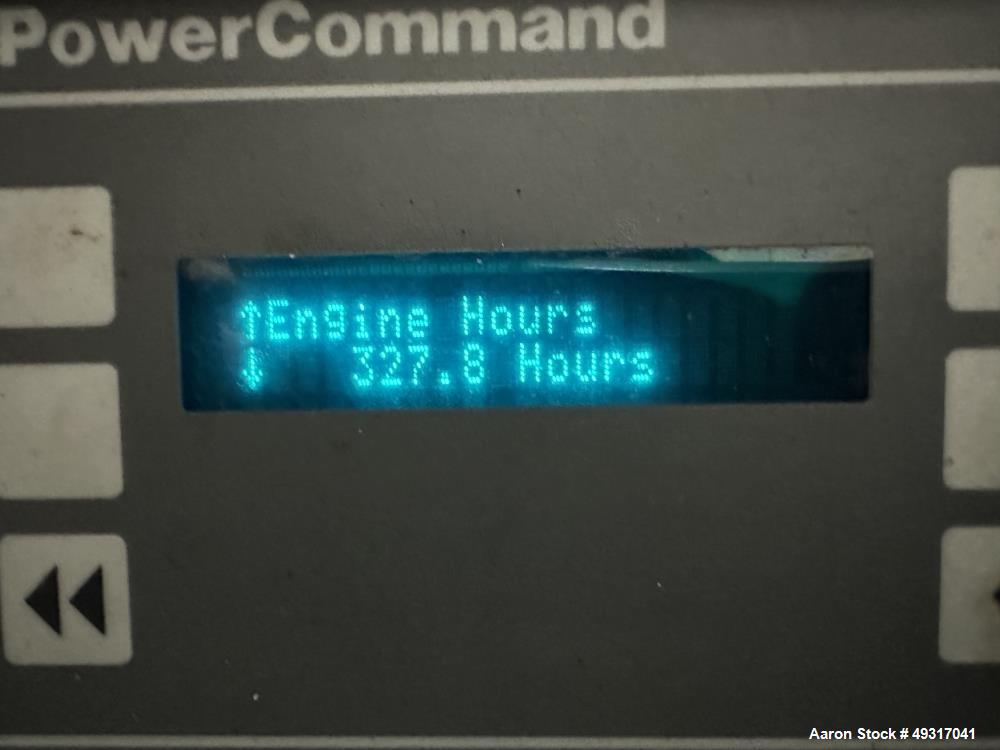 PowerCommand
↑Engine Hours
↓ 327.8 Hours
Aaron Stock # 49317041